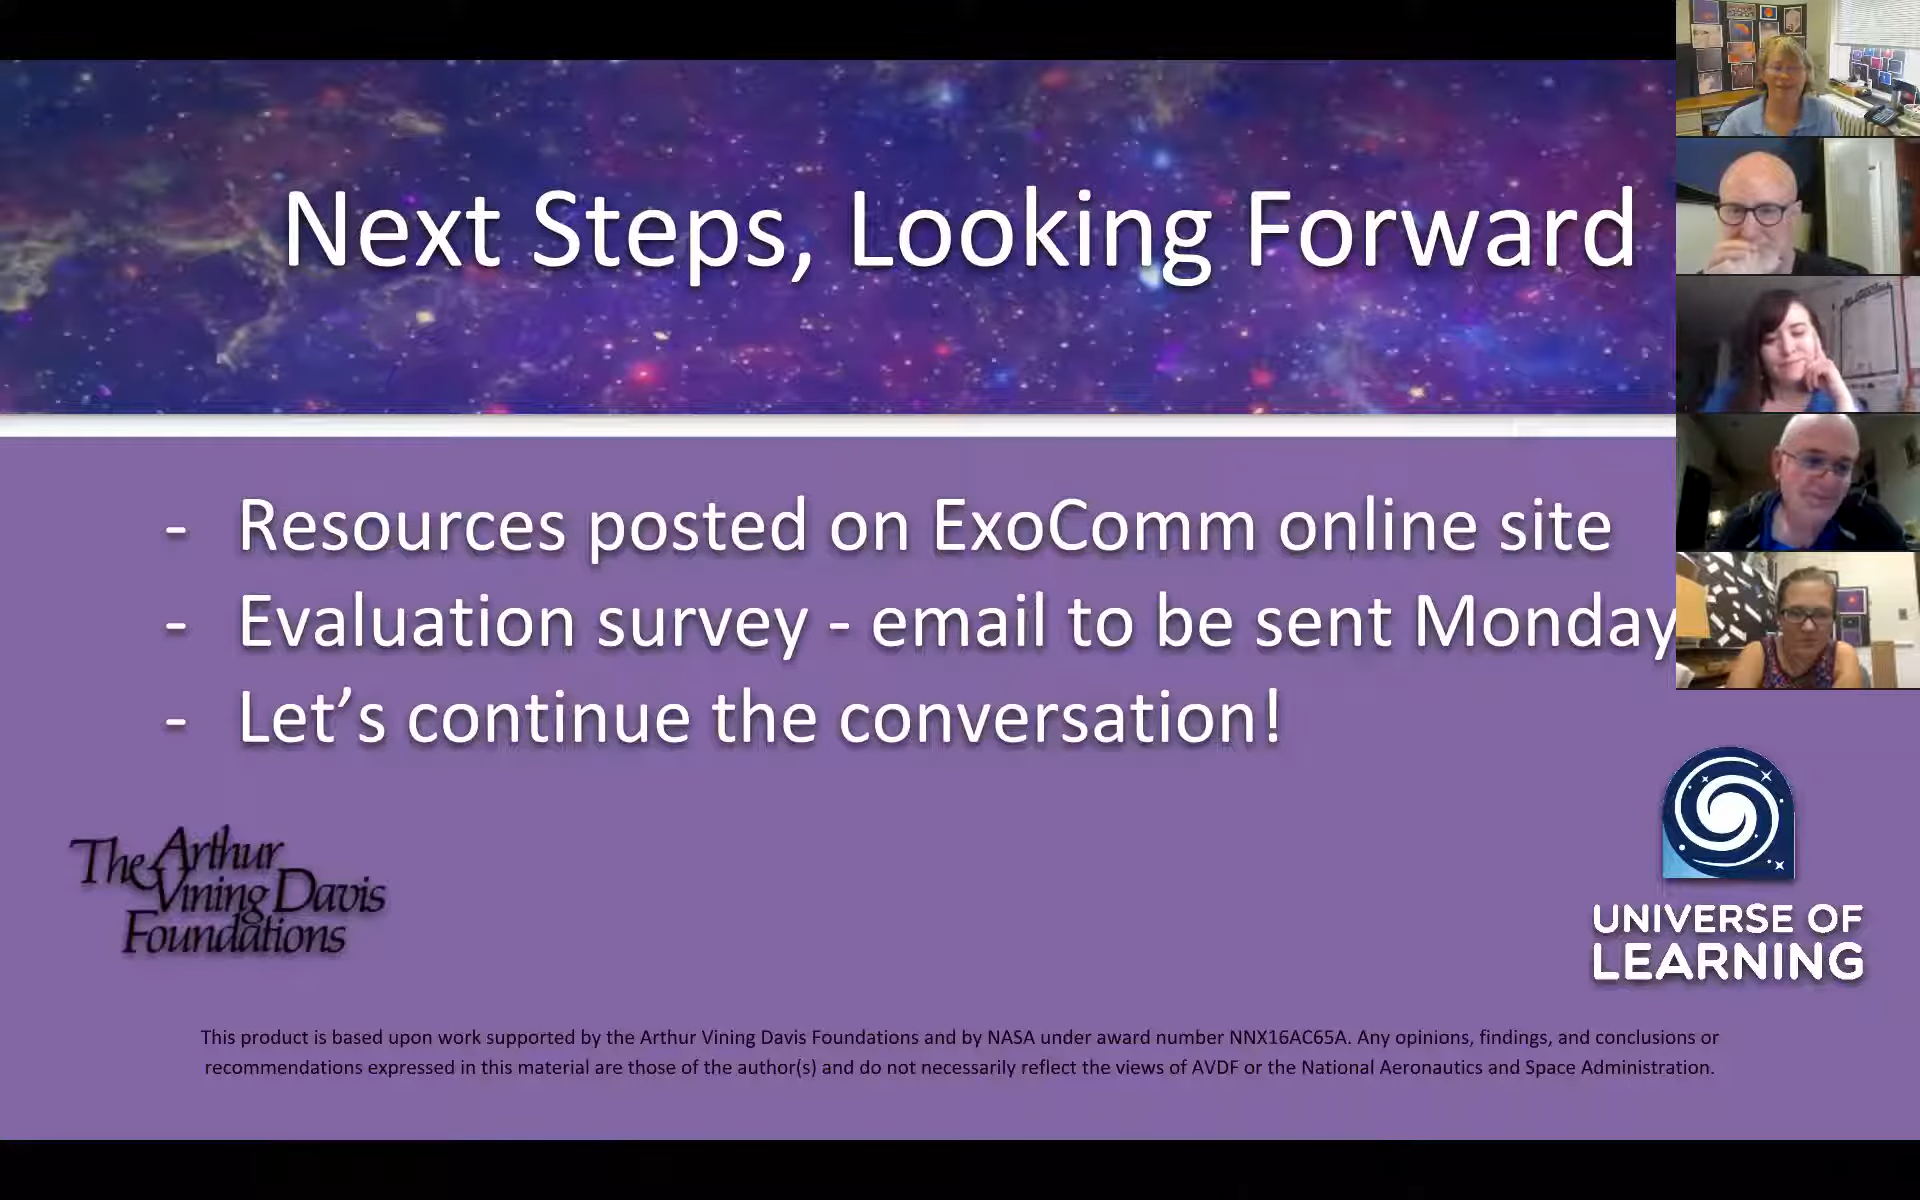 Next Steps, Looking Forward
- Resources posted on ExoComm online site
- Evaluation survey - email to be sent Monday
- Let’s continue the conversation!
The Arthur
Vining Davis
Foundations
UNIVERSE OF
LEARNING
This product is based upon work supported by the Arthur Vining Davis Foundations and by NASA under award number NNX16AC65A. Any opinions, findings, and conclusions or
recommendations expressed in this material are those of the author(s) and do not necessarily reflect the views of AVDF or the National Aeronautics and Space Administration.